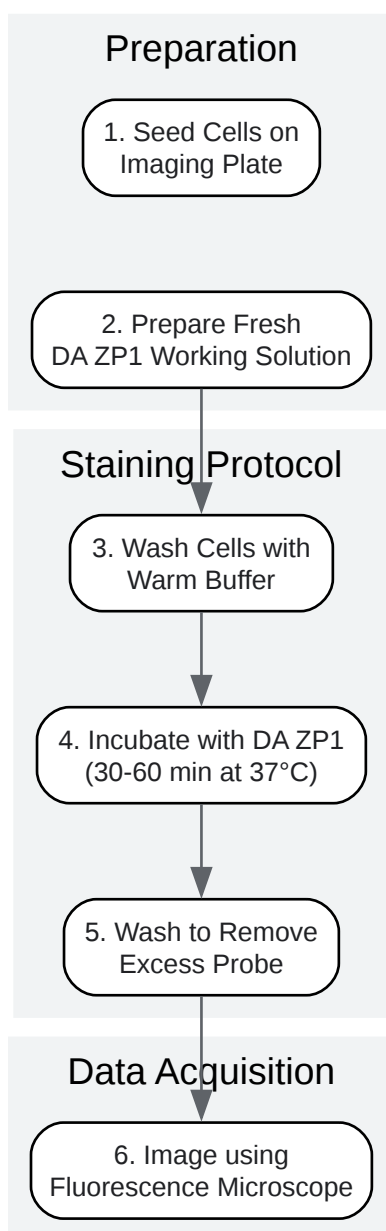 Preparation
1. Seed Cells on
Imaging Plate
2. Prepare Fresh
DA ZP1 Working Solution
Staining Protocol
3. Wash Cells with
Warm Buffer
4. Incubate with DA ZP1
(30-60 min at 37°C)
5. Wash to Remove
Excess Probe
Data Acquisition
6. Image using
Fluorescence Microscope